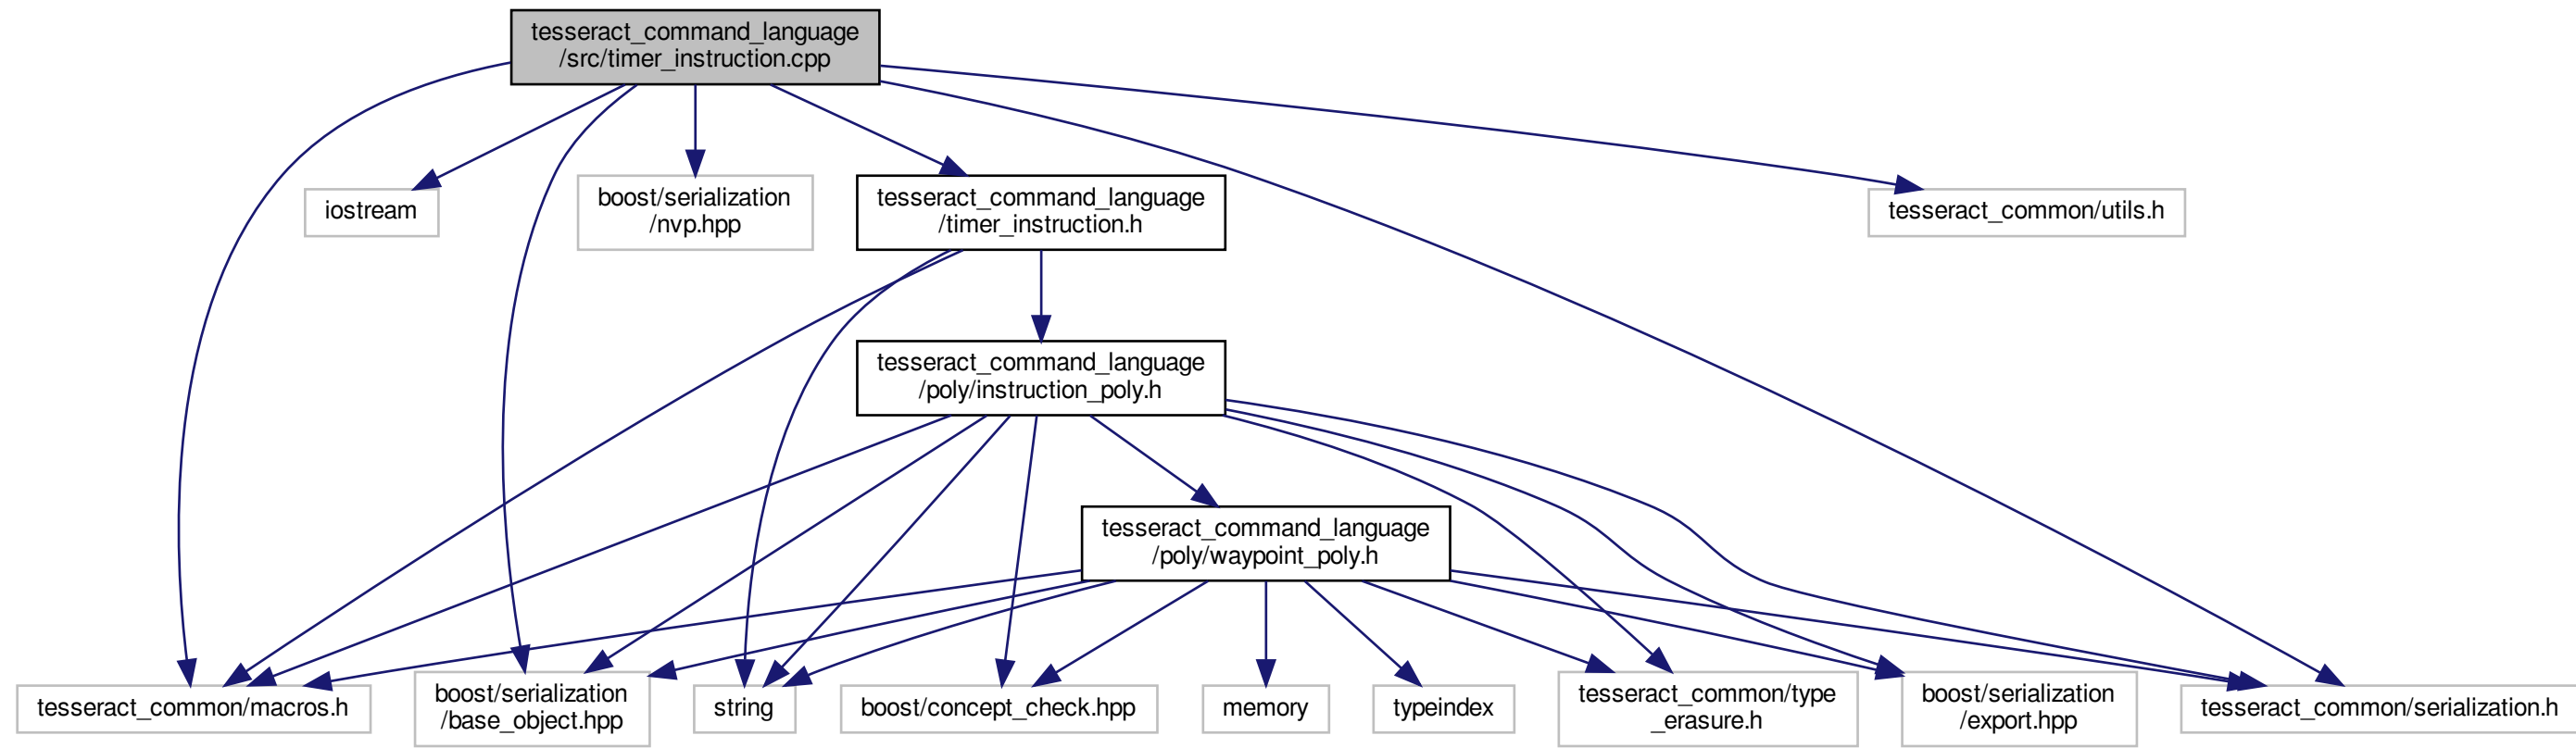 tesseract_command_language
/src/timer_instruction.cpp
iostream
boost/serialization
/nvp.hpp
tesseract_command_language
/timer_instruction.h
tesseract_common/utils.h
tesseract_command_language
/poly/instruction_poly.h
tesseract_command_language
/poly/waypoint_poly.h
tesseract_common/macros.h
boost/serialization
/base_object.hpp
string
boost/concept_check.hpp
memory
typeindex
tesseract_common/type
_erasure.h
boost/serialization
/export.hpp
tesseract_common/serialization.h